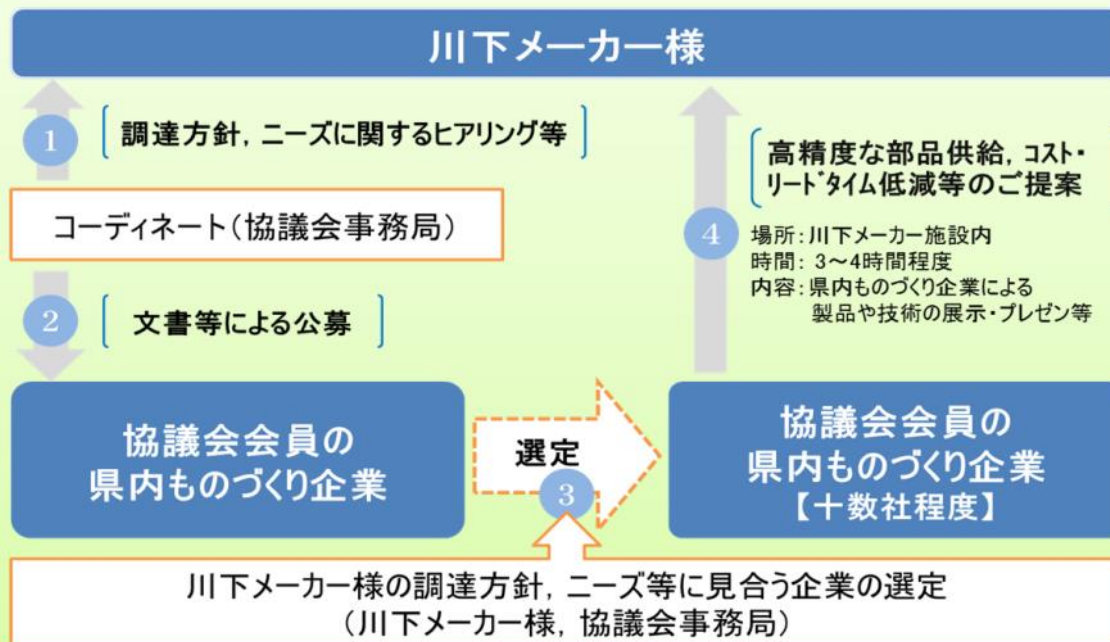 川下メーカー様
1
調達方針，ニーズに関するヒアリング等
コーディネート（協議会事務局）
2
文書等による公募
協議会会員の
県内ものづくり企業
選定
3
川下メーカー様の調達方針，ニーズ等に見合う企業の選定
（川下メーカー様，協議会事務局）
4
高精度な部品供給，コスト・
リードタイム低減等のご提案
場所：川下メーカー施設内
時間：3～4時間程度
内容：県内ものづくり企業による
製品や技術の展示・プレゼン等
協議会会員の
県内ものづくり企業
【十数社程度】